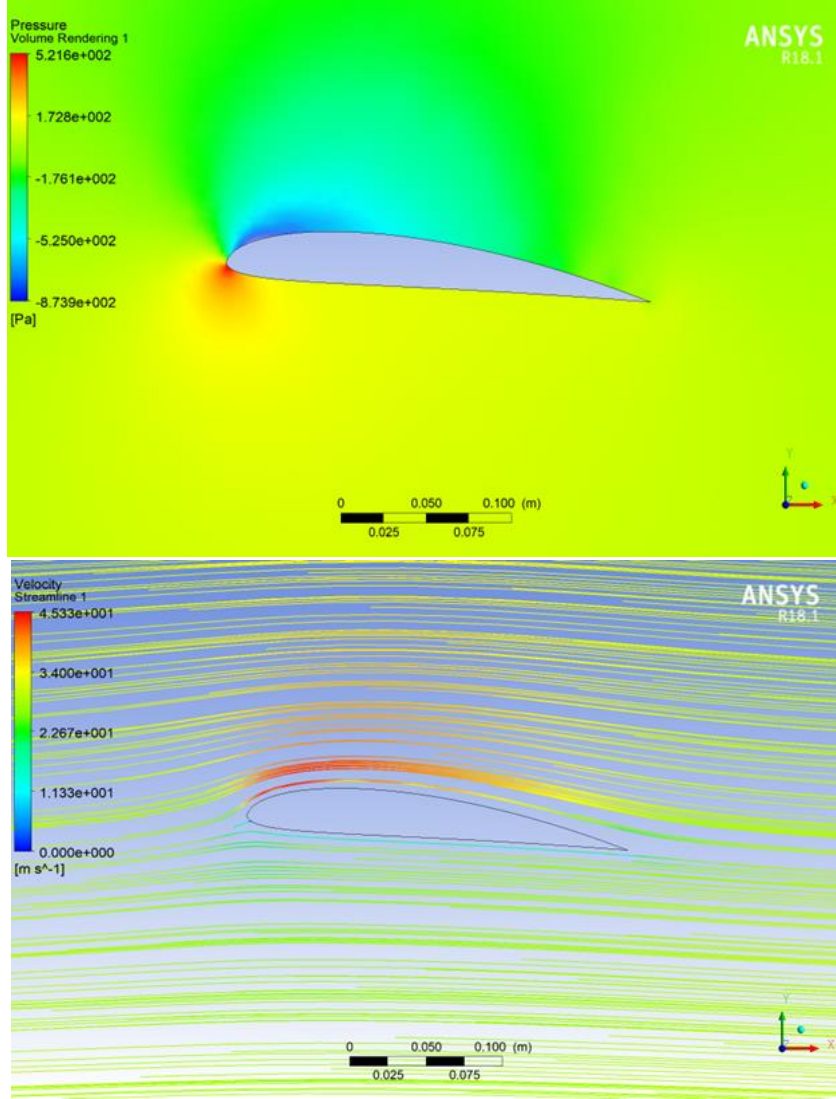 Pressure
Volume Rendering 1
5.216e+002
1.728e+002
-1.761e+002
-5.250e+002
-8.739e+002
[Pa]
ANSYS
R18.1
Y
Z
X
0 0.050 0.100 (m)
0.025 0.075
Velocity
Streamline 1
4.533e+001
3.400e+001
2.267e+001
1.133e+001
0.000e+000
[m s^-1]
ANSYS
R18.1
Y
Z
X
0 0.050 0.100 (m)
0.025 0.075